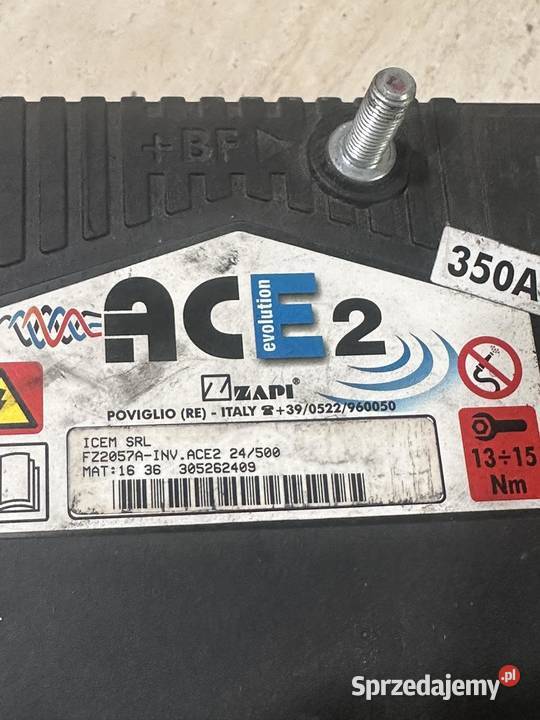 +BF
350A
ACE 2
evolution
ZAPI®
POVIGLIO (RE) - ITALY ☎+39/0522/960050
ICEM SRL
FZ2057A-INV.ACE2 24/500
MAT:16 36 305262409
13÷15
Nm
Sprzedajemy.pl